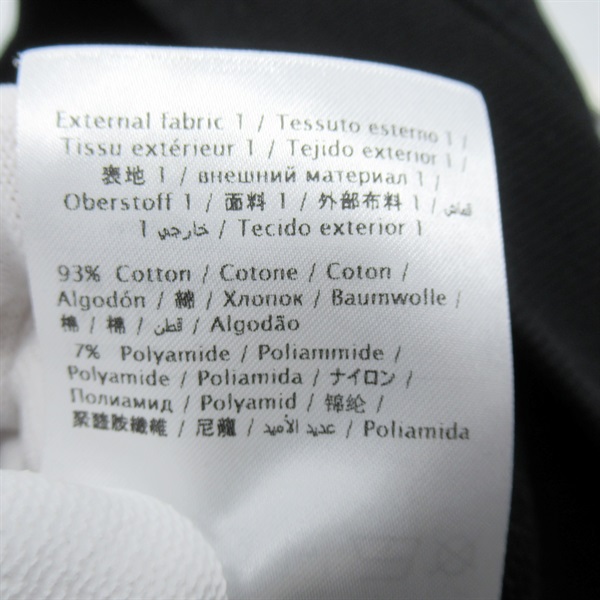 External fabric 1 / Tessuto esterno 1 /
Tissu extérieur 1 / Tejido exterior 1 /
表地 1 / внешний материал 1 /
Oberstoff 1 / 面料 1 / 外部布料 1 / قماش
خارجي 1 / Tecido exterior 1
93% Cotton / Cotone / Coton /
Algodón / 綿 / Хлопок / Baumwolle /
棉 / 棉 / قطن / Algodão
7% Polyamide / Poliammide /
Polyamide / Poliamida / ナイロン /
Полиамид / Polyamid / 锦纶 /
聚醯胺纖維 / 尼龍 / عديد الأميد / Poliamida